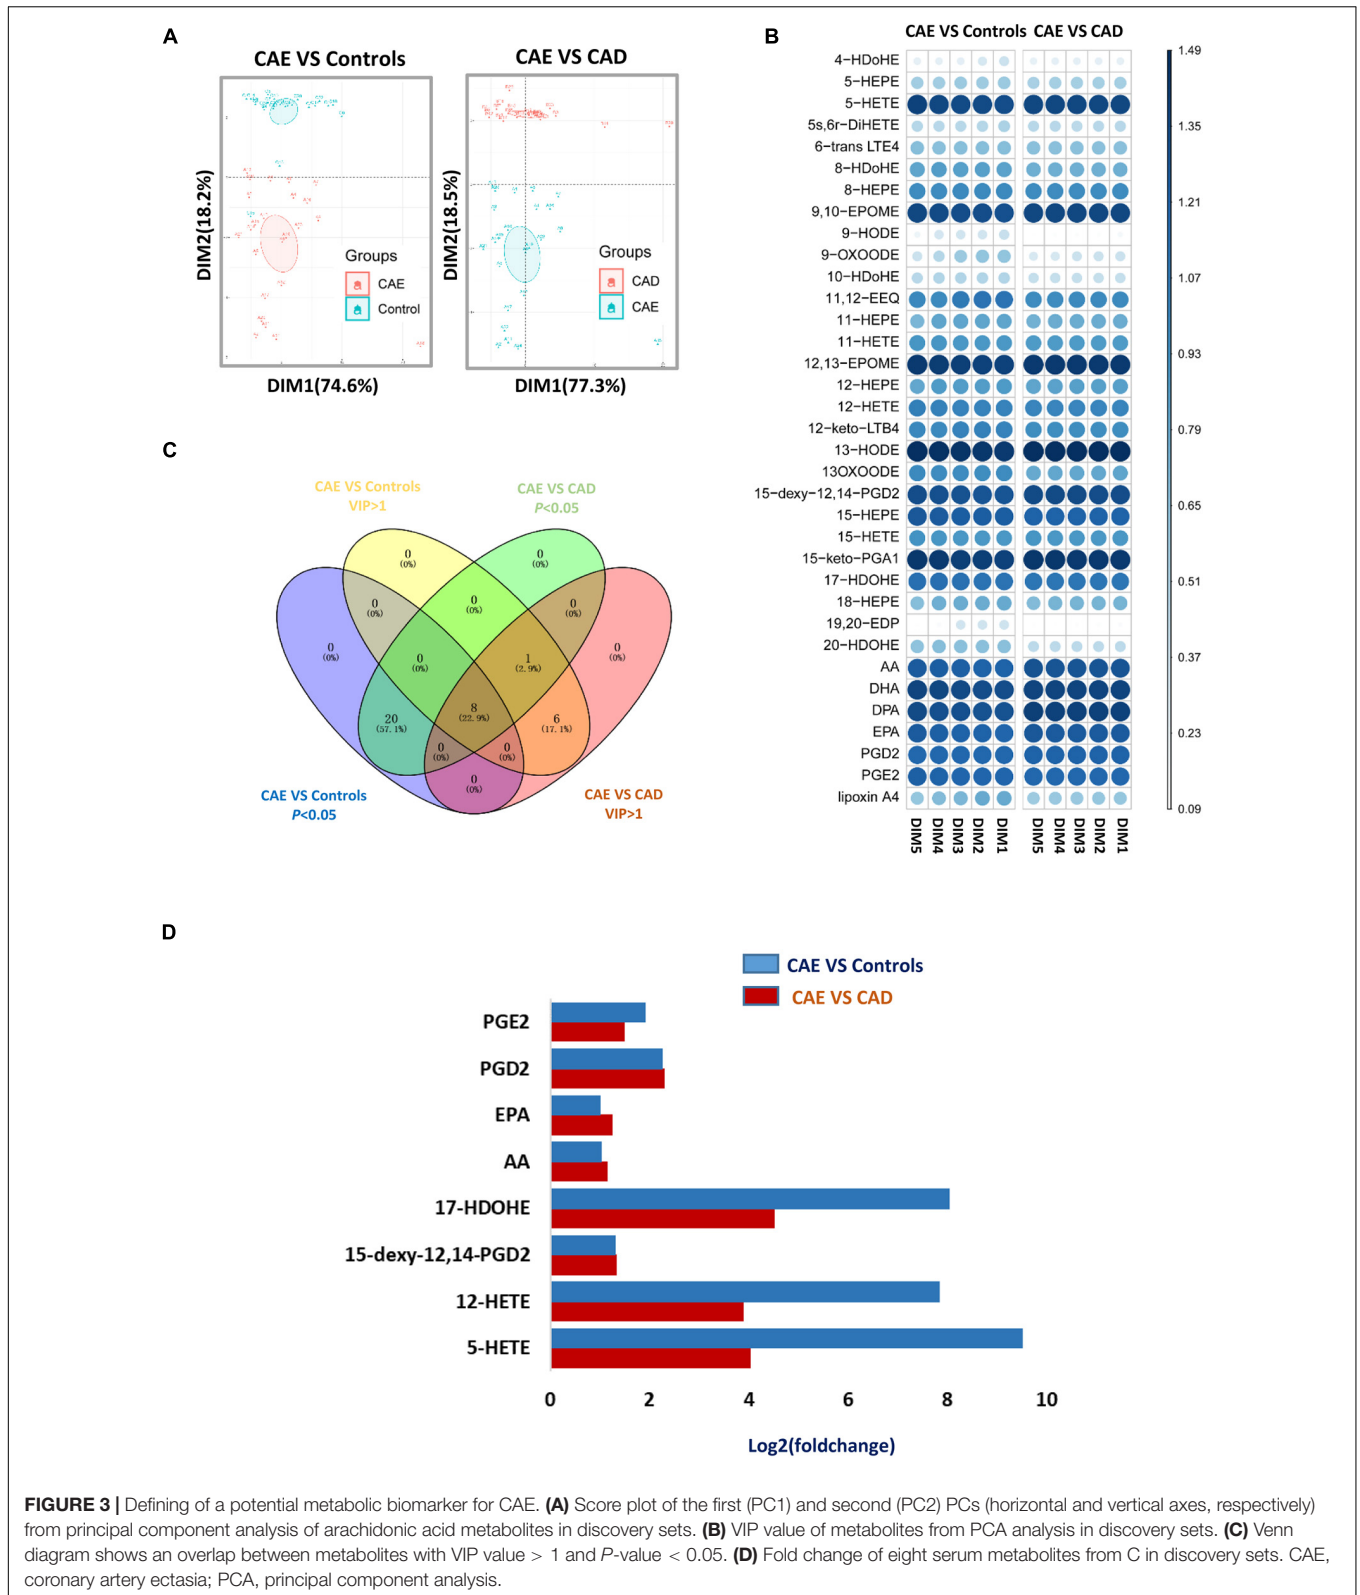 A
CAE VS Controls
DIM2(18.2%)
DIM1(74.6%)
Groups
CAE
Control
CAE VS CAD
DIM2(18.5%)
DIM1(77.3%)
Groups
CAD
CAE
B
CAE VS Controls CAE VS CAD
4-HDoHE
5-HEPE
5-HETE
5s,6r-DiHETE
6-trans LTE4
8-HDoHE
8-HEPE
9,10-EPOME
9-HODE
9-OXOODE
10-HDoHE
11,12-EEQ
11-HEPE
11-HETE
12,13-EPOME
12-HEPE
12-HETE
12-keto-LTB4
13-HODE
13OXOODE
15-dexy-12,14-PGD2
15-HEPE
15-HETE
15-keto-PGA1
17-HDOHE
18-HEPE
19,20-EDP
20-HDOHE
AA
DHA
DPA
EPA
PGD2
PGE2
lipoxin A4
DIM5 DIM4 DIM3 DIM2 DIM1 DIM5 DIM4 DIM3 DIM2 DIM1
1.49
1.35
1.21
1.07
0.93
0.79
0.65
0.51
0.37
0.23
0.09
C
CAE VS Controls
VIP>1
CAE VS CAD
P<0.05
0
(0%)
0
(0%)
0
(0%)
0
(0%)
0
(0%)
0
(0%)
0
(0%)
1
(2.9%)
0
(0%)
20
(57.1%)
8
(22.9%)
6
(17.1%)
0
(0%)
0
(0%)
0
(0%)
CAE VS Controls
P<0.05
CAE VS CAD
VIP>1
D
CAE VS Controls
CAE VS CAD
PGE2
PGD2
EPA
AA
17-HDOHE
15-dexy-12,14-PGD2
12-HETE
5-HETE
0 2 4 6 8 10
Log2(foldchange)
FIGURE 3 | Defining of a potential metabolic biomarker for CAE. (A) Score plot of the first (PC1) and second (PC2) PCs (horizontal and vertical axes, respectively)
from principal component analysis of arachidonic acid metabolites in discovery sets. (B) VIP value of metabolites from PCA analysis in discovery sets. (C) Venn
diagram shows an overlap between metabolites with VIP value > 1 and P-value < 0.05. (D) Fold change of eight serum metabolites from C in discovery sets. CAE,
coronary artery ectasia; PCA, principal component analysis.